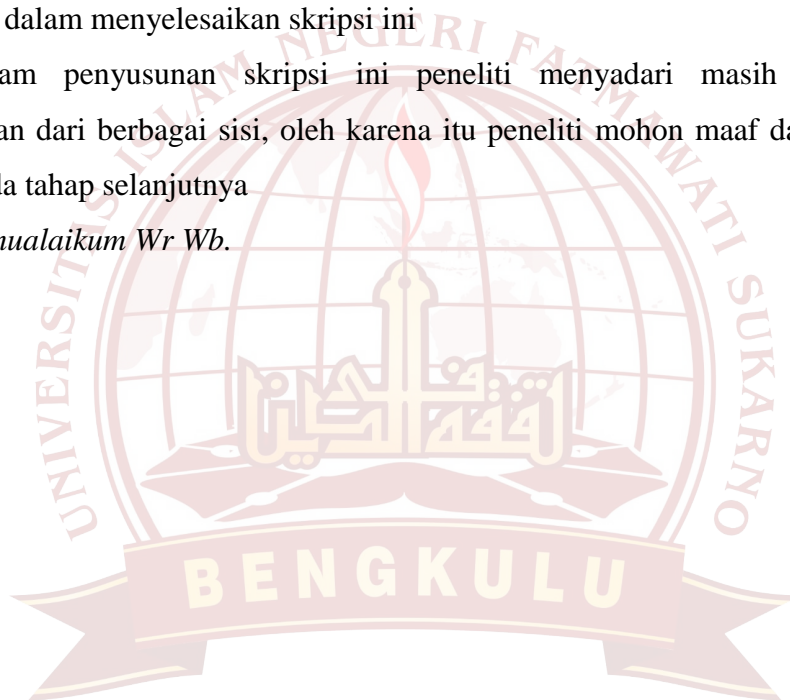 dalam menyelesaikan skripsi ini
am penyusunan skripsi ini peneliti menyadari masih
an dari berbagai sisi, oleh karena itu peneliti mohon maaf da
la tahap selanjutnya
mualaikum Wr Wb.
UNIVERSITAS ISLAM NEGERI FATMAWATI SUKARNO
BENGKULU